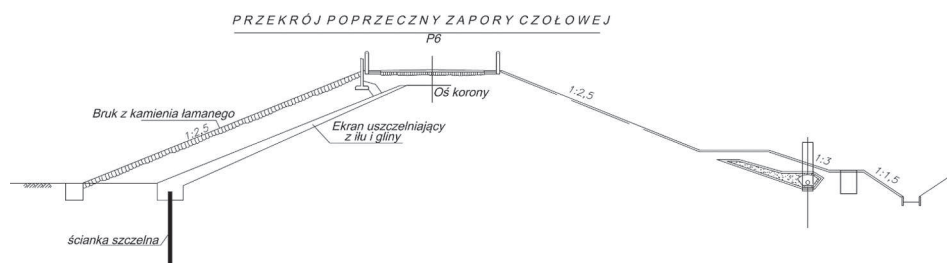 PRZEKRÓJ POPRZECZNY ZAPORY CZOŁOWEJ
P6
Oś korony
1:2,5
Bruk z kamienia łamanego
1:2,5
Ekran uszczelniający
z iłu i gliny
1:3
1:1,5
ścianka szczelna